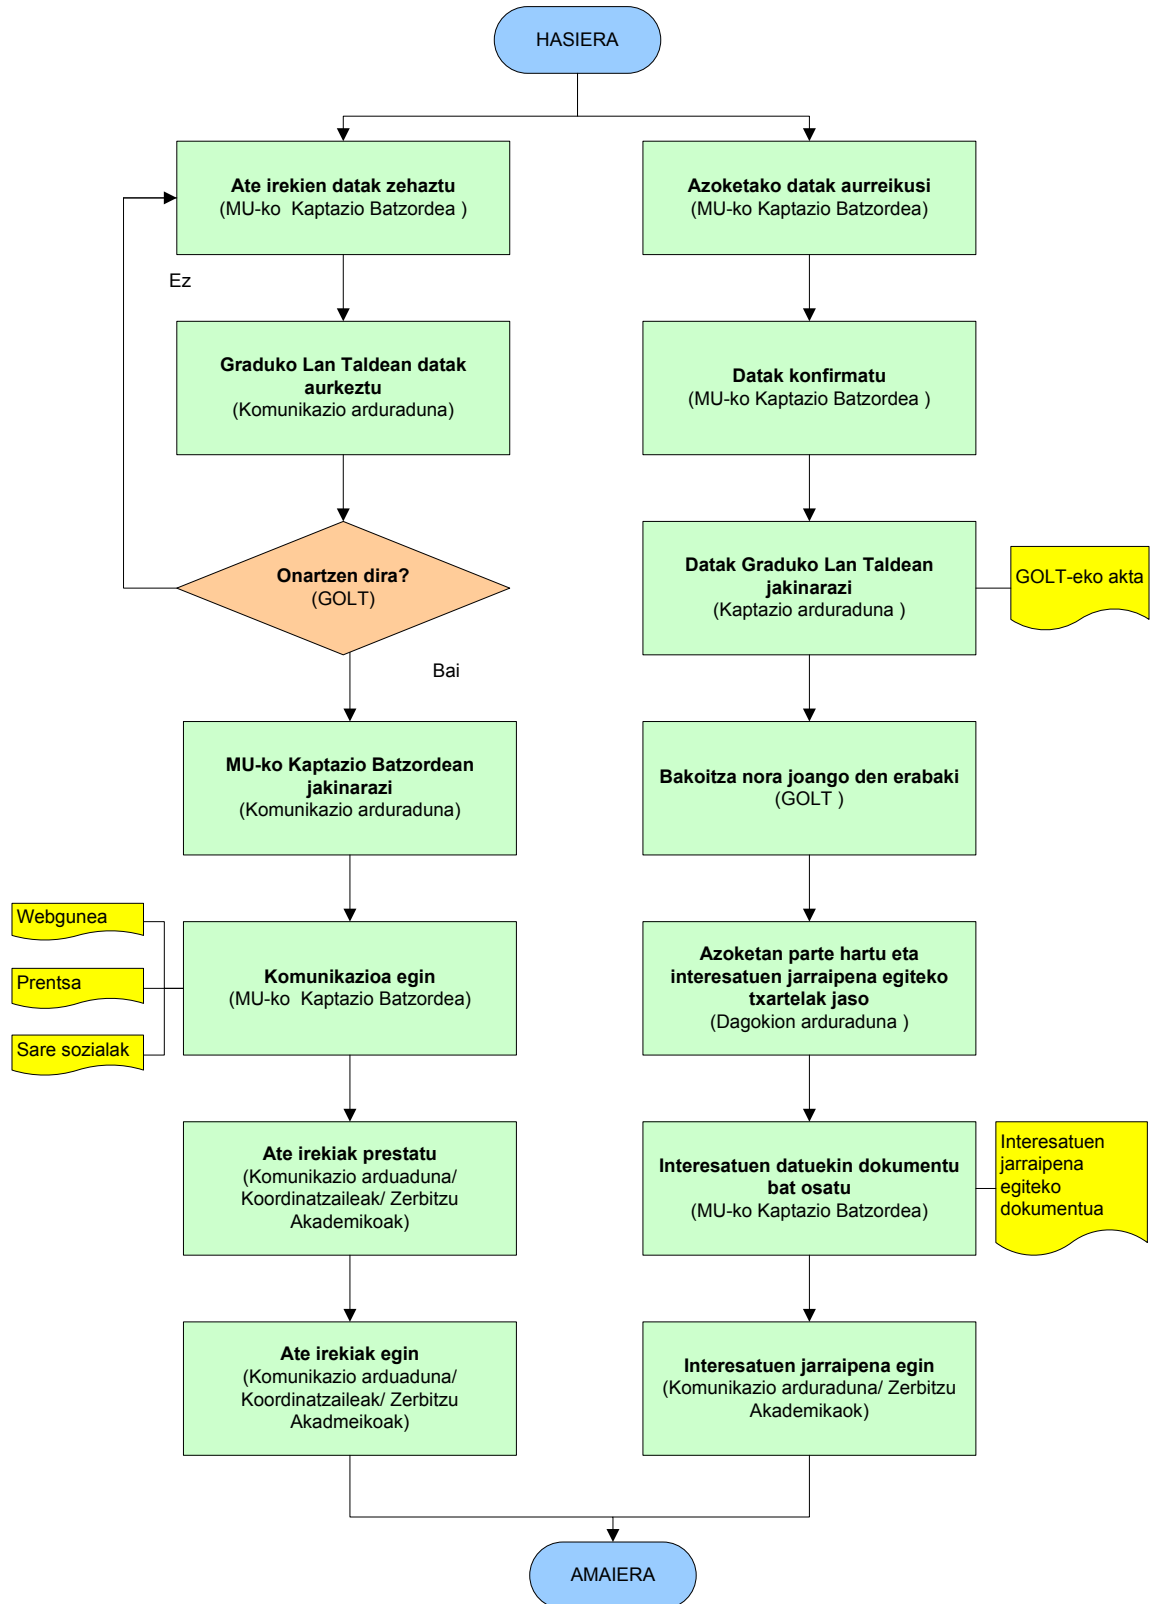 HASIERA
Ate irekien datak zehaztu
(MU-ko  Kaptazio Batzordea )
Ez
Graduko Lan Taldean datak
aurkeztu
(Komunikazio arduraduna)
Onartzen dira?
(GOLT)
Bai
MU-ko Kaptazio Batzordean
jakinarazi
(Komunikazio arduraduna)
Webgunea
Prentsa
Sare sozialak
Komunikazioa egin
(MU-ko  Kaptazio Batzordea)
Ate irekiak prestatu
(Komunikazio arduaduna/
Koordinatzaileak/ Zerbitzu
Akademikoak)
Ate irekiak egin
(Komunikazio arduaduna/
Koordinatzaileak/ Zerbitzu
Akadmeikoak)
Azoketako datak aurreikusi
(MU-ko Kaptazio Batzordea)
Datak konfirmatu
(MU-ko Kaptazio Batzordea )
Datak Graduko Lan Taldean
jakinarazi
(Kaptazio arduraduna )
GOLT-eko akta
Bakoitza nora joango den erabaki
(GOLT )
Azoketan parte hartu eta
interesatuen jarraipena egiteko
txartelak jaso
(Dagokion arduraduna )
Interesatuen datuekin dokumentu
bat osatu
(MU-ko Kaptazio Batzordea)
Interesatuen
jarraipena
egiteko
dokumentua
Interesatuen jarraipena egin
(Komunikazio arduraduna/ Zerbitzu
Akademikaok)
AMAIERA